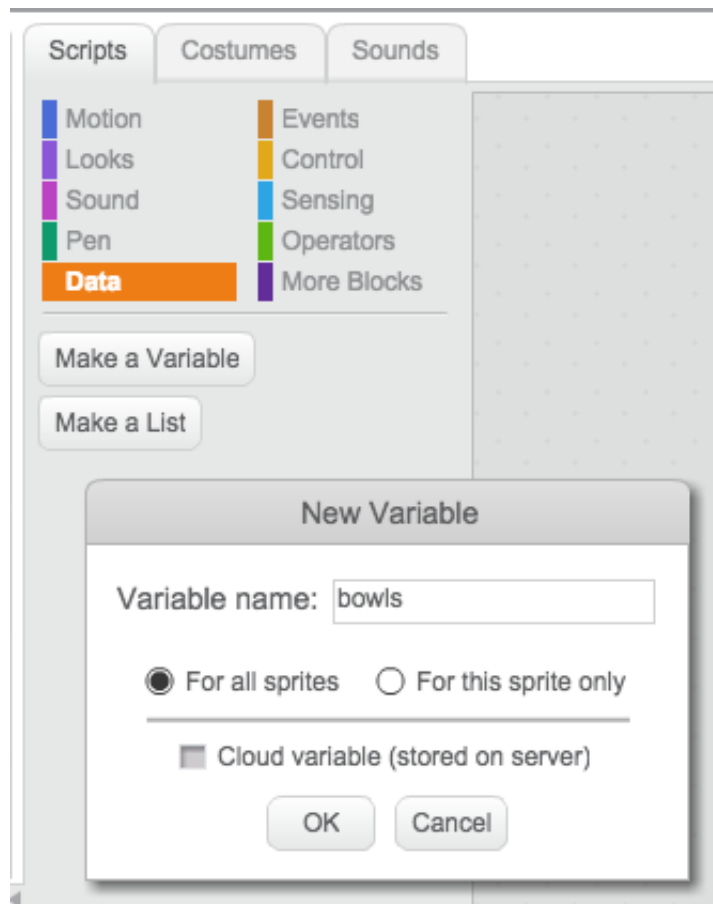 Scripts Costumes Sounds
Motion Events
Looks Control
Sound Sensing
Pen Operators
Data More Blocks
Make a Variable
Make a List
New Variable
Variable name: bowls
For all sprites For this sprite only
Cloud variable (stored on server)
OK Cancel